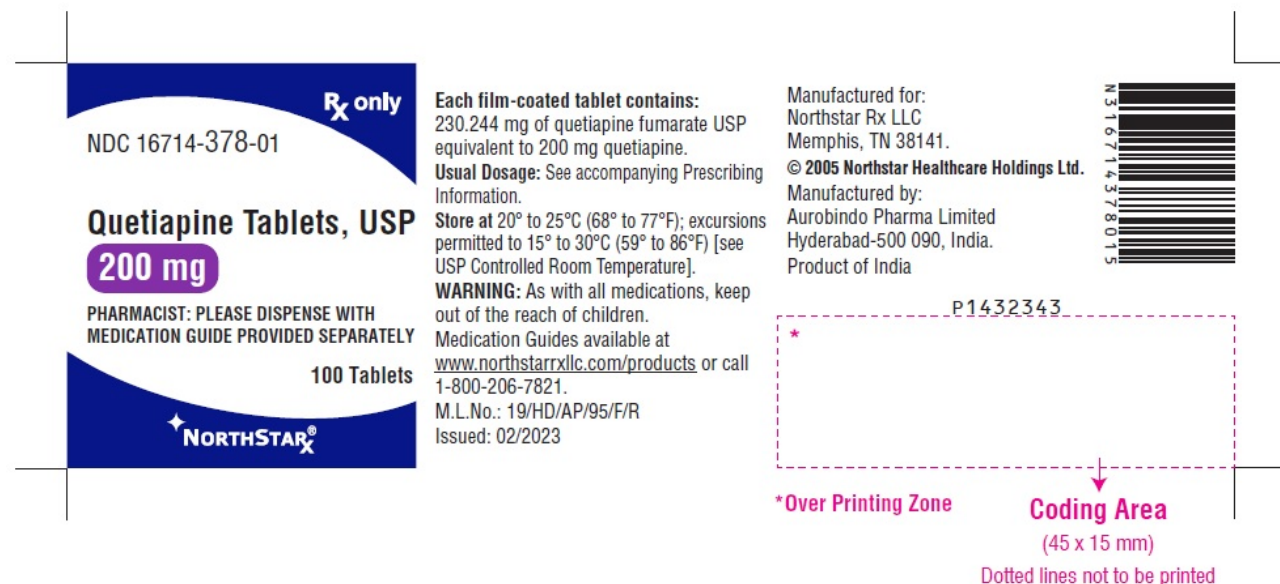 Rx only
NDC 16714-378-01
Quetiapine Tablets, USP
200 mg
PHARMACIST: PLEASE DISPENSE WITH
MEDICATION GUIDE PROVIDED SEPARATELY
100 Tablets
NORTHSTARx®
Each film-coated tablet contains:
230.244 mg of quetiapine fumarate USP
equivalent to 200 mg quetiapine.
Usual Dosage: See accompanying Prescribing
Information.
Store at 20° to 25°C (68° to 77°F); excursions
permitted to 15° to 30°C (59° to 86°F) [see
USP Controlled Room Temperature].
WARNING: As with all medications, keep
out of the reach of children.
Medication Guides available at
www.northstarrxllc.com/products or call
1-800-206-7821.
M.L.No.: 19/HD/AP/95/F/R
Issued: 02/2023
Manufactured for:
Northstar Rx LLC
Memphis, TN 38141.
© 2005 Northstar Healthcare Holdings Ltd.
Manufactured by:
Aurobindo Pharma Limited
Hyderabad-500 090, India.
Product of India
N316714378015
P1432343
*
*Over Printing Zone
Coding Area
(45 x 15 mm)
Dotted lines not to be printed